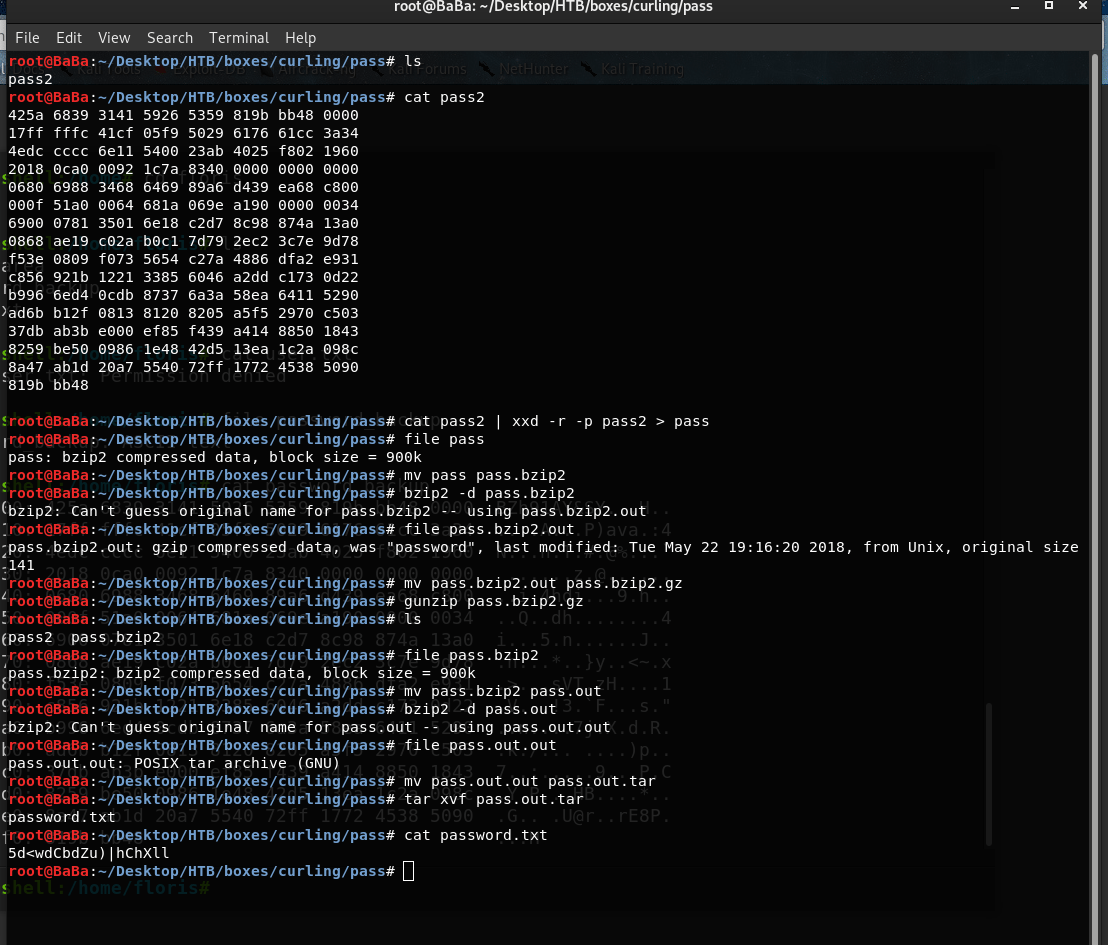 root@BaBa: ~/Desktop/HTB/boxes/curling/pass
File Edit View Search Terminal Help
root@BaBa:~/Desktop/HTB/boxes/curling/pass# ls
pass2
root@BaBa:~/Desktop/HTB/boxes/curling/pass# cat pass2
425a 6839 3141 5926 5359 819b bb48 0000
17ff fffc 41cf 05f9 5029 6176 61cc 3a34
4edc cccc 6e11 5400 23ab 4025 f802 1960
2018 0ca0 0092 1c7a 8340 0000 0000 0000
0680 6988 3468 6469 89a6 d439 ea68 c800
000f 51a0 0064 681a 069e a190 0000 0034
6900 0781 3501 6e18 c2d7 8c98 874a 13a0
0868 ae19 c02a b0c1 7d79 2ec2 3c7e 9d78
f53e 0809 f073 5654 c27a 4886 dfa2 e931
c856 921b 1221 3385 6046 a2dd c173 0d22
b996 6ed4 0cdb 8737 6a3a 58ea 6411 5290
ad6b b12f 0813 8120 8205 a5f5 2970 c503
37db ab3b e000 ef85 f439 a414 8850 1843
8259 be50 0986 1e48 42d5 13ea 1c2a 098c
8a47 ab1d 20a7 5540 72ff 1772 4538 5090
819b bb48
root@BaBa:~/Desktop/HTB/boxes/curling/pass# cat pass2 | xxd -r -p pass2 > pass
root@BaBa:~/Desktop/HTB/boxes/curling/pass# file pass
pass: bzip2 compressed data, block size = 900k
root@BaBa:~/Desktop/HTB/boxes/curling/pass# mv pass pass.bzip2
root@BaBa:~/Desktop/HTB/boxes/curling/pass# bzip2 -d pass.bzip2
bzip2: Can't guess original name for pass.bzip2 -- using pass.bzip2.out
root@BaBa:~/Desktop/HTB/boxes/curling/pass# file pass.bzip2.out
pass.bzip2.out: gzip compressed data, was "password", last modified: Tue May 22 19:16:20 2018, from Unix, original size
141
root@BaBa:~/Desktop/HTB/boxes/curling/pass# mv pass.bzip2.out pass.bzip2.gz
root@BaBa:~/Desktop/HTB/boxes/curling/pass# gunzip pass.bzip2.gz
root@BaBa:~/Desktop/HTB/boxes/curling/pass# ls
pass2 pass.bzip2
root@BaBa:~/Desktop/HTB/boxes/curling/pass# file pass.bzip2
pass.bzip2: bzip2 compressed data, block size = 900k
root@BaBa:~/Desktop/HTB/boxes/curling/pass# mv pass.bzip2 pass.out
root@BaBa:~/Desktop/HTB/boxes/curling/pass# bzip2 -d pass.out
bzip2: Can't guess original name for pass.out -- using pass.out.out
root@BaBa:~/Desktop/HTB/boxes/curling/pass# file pass.out.out
pass.out.out: POSIX tar archive (GNU)
root@BaBa:~/Desktop/HTB/boxes/curling/pass# mv pass.out.out pass.out.tar
root@BaBa:~/Desktop/HTB/boxes/curling/pass# tar xvf pass.out.tar
password.txt
root@BaBa:~/Desktop/HTB/boxes/curling/pass# cat password.txt
5d<wdCbdZu)|hChXll
root@BaBa:~/Desktop/HTB/boxes/curling/pass#
shell:/home/floris#